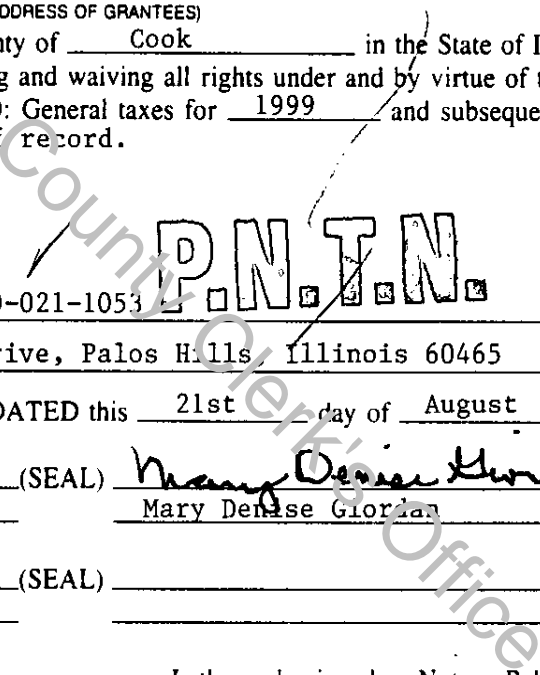 DDRESS OF GRANTEES)
nty of Cook in the State of I
g and waiving all rights under and by virtue of t
: General taxes for 1999 and subseque
record.
P.N.T.N.
-021-1053
rive, Palos Hills, Illinois 60465
DATED this 21st day of August
(SEAL) Mary Denise Gior
Mary Denise Giordan
(SEAL)
County Clerk's Office